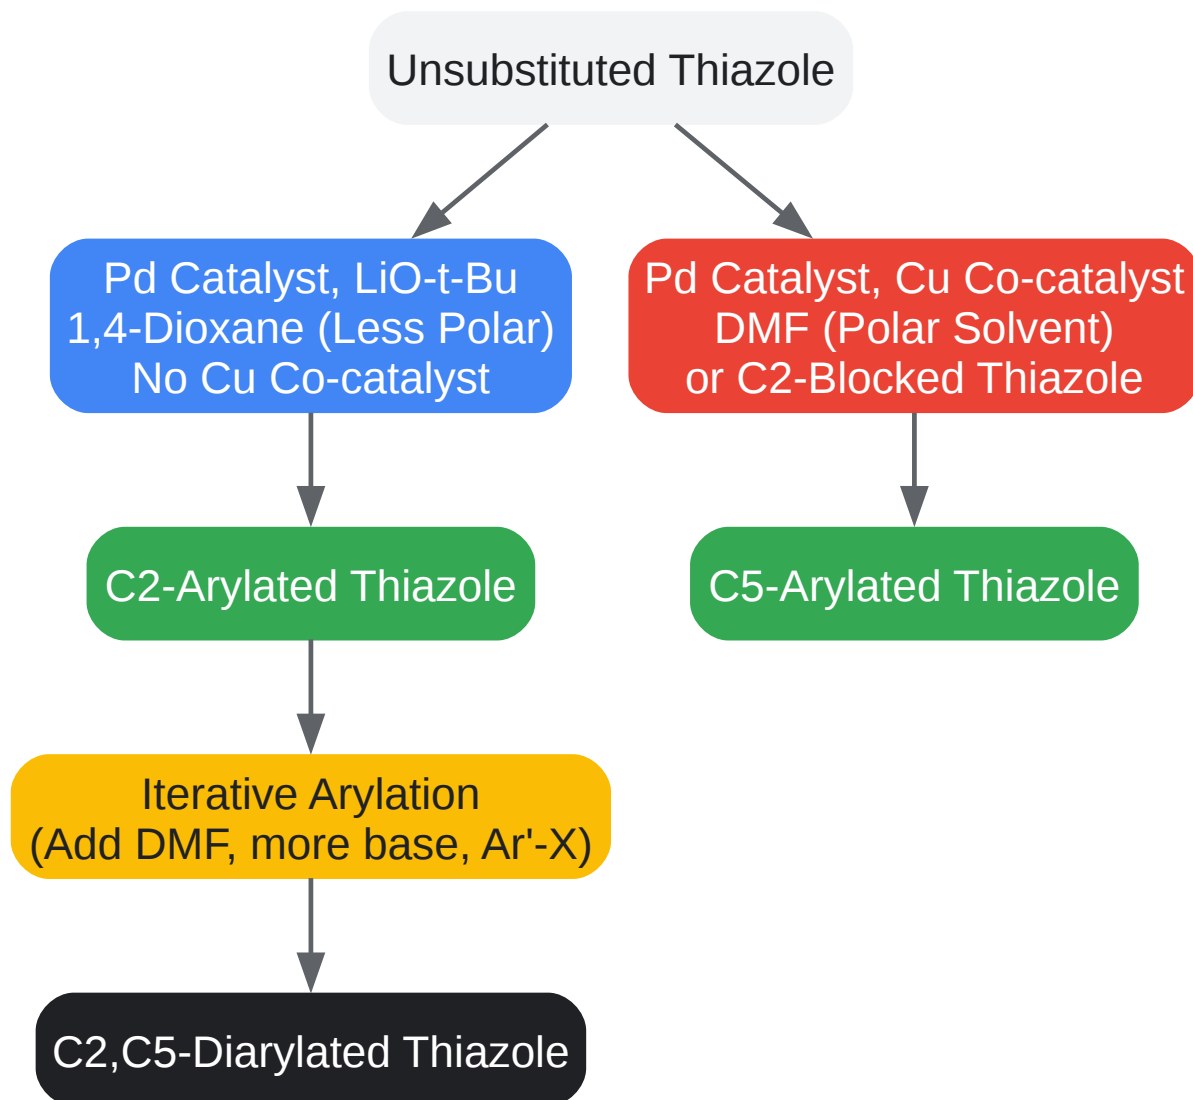 Unsubstituted Thiazole
Pd Catalyst, LiO-t-Bu
1,4-Dioxane (Less Polar)
No Cu Co-catalyst
Pd Catalyst, Cu Co-catalyst
DMF (Polar Solvent)
or C2-Blocked Thiazole
C2-Arylated Thiazole
C5-Arylated Thiazole
Iterative Arylation
(Add DMF, more base, Ar'-X)
C2,C5-Diarylated Thiazole